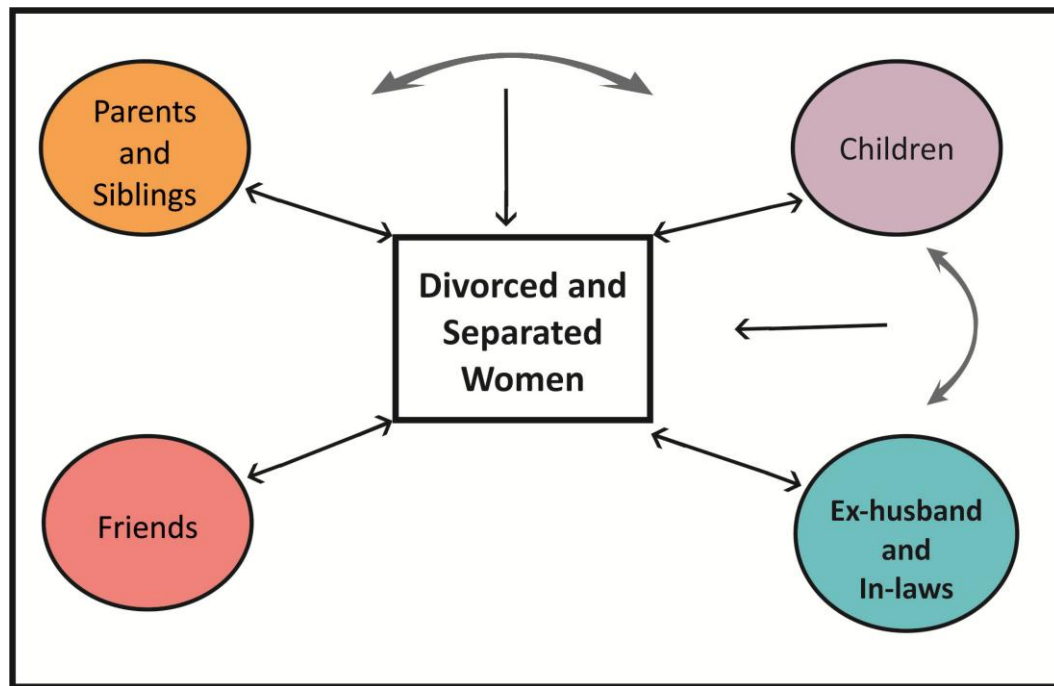 Parents
and
Siblings
Children
Divorced and
Separated
Women
Friends
Ex-husband
and
In-laws